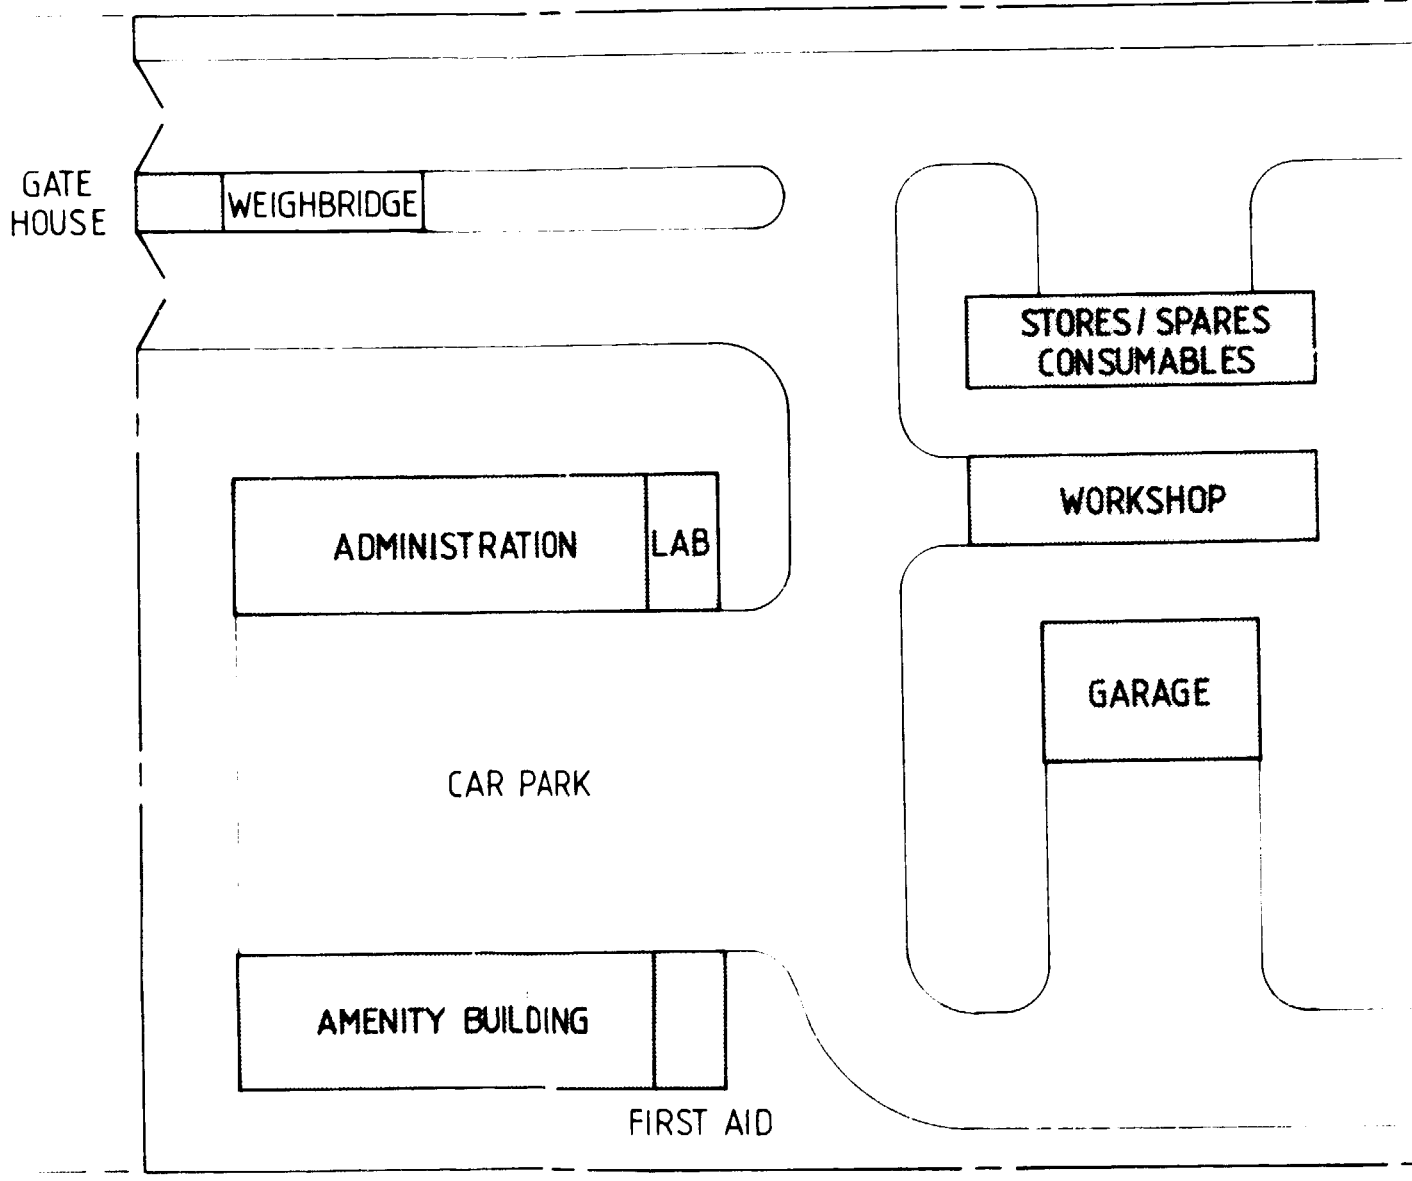 GATE
HOUSE
WEIGHBRIDGE
STORES / SPARES
CONSUMABLES
WORKSHOP
ADMINISTRATION
LAB
GARAGE
CAR PARK
AMENITY BUILDING
FIRST AID